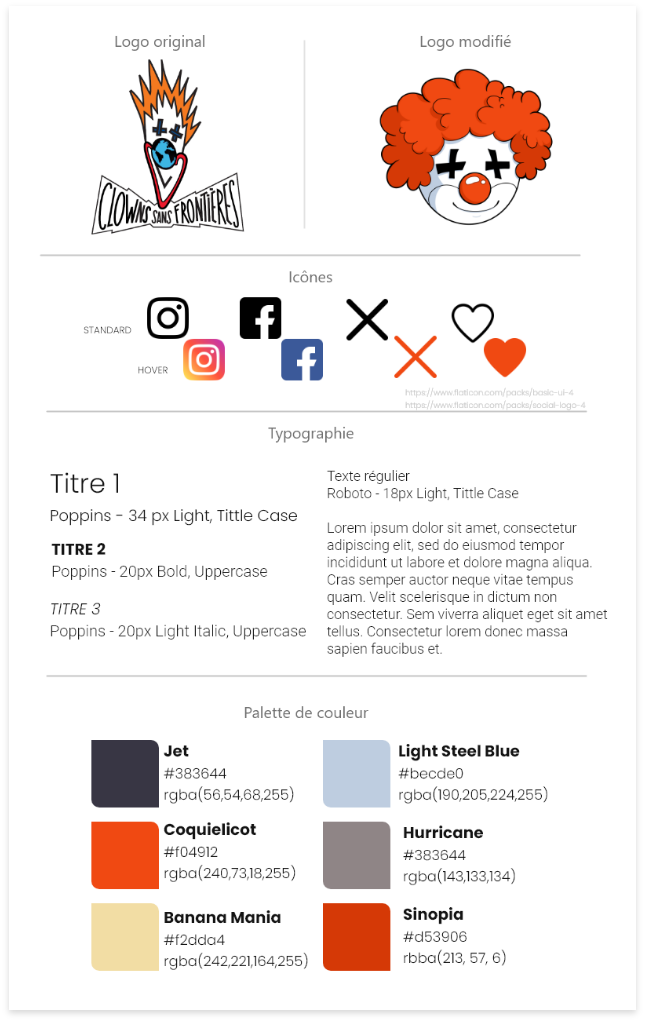 Logo original
Logo modifié
CLOWNS SANS FRONTIÈRES
Icônes
STANDARD
HOVER
https://www.flaticon.com/packs/basic-ui-4
https://www.flaticon.com/packs/social-logo-4
Typographie
Titre 1
Poppins - 34 px Light, Tittle Case
TITRE 2
Poppins - 20px Bold, Uppercase
TITRE 3
Poppins - 20px Light Italic, Uppercase
Texte régulier
Roboto - 18px Light, Tittle Case
Lorem ipsum dolor sit amet, consectetur
adipiscing elit, sed do eiusmod tempor
incididunt ut labore et dolore magna aliqua.
Cras semper auctor neque vitae tempus
quam. Velit scelerisque in dictum non
consectetur. Sem viverra aliquet eget sit amet
tellus. Consectetur lorem donec massa
sapien faucibus et.
Palette de couleur
Jet
#383644
rgba(56,54,68,255)
Light Steel Blue
#becde0
rgba(190,205,224,255)
Coquielicot
#f04912
rgba(240,73,18,255)
Hurricane
#383644
rgba(143,133,134)
Banana Mania
#f2dda4
rgba(242,221,164,255)
Sinopia
#d53906
rbba(213, 57, 6)